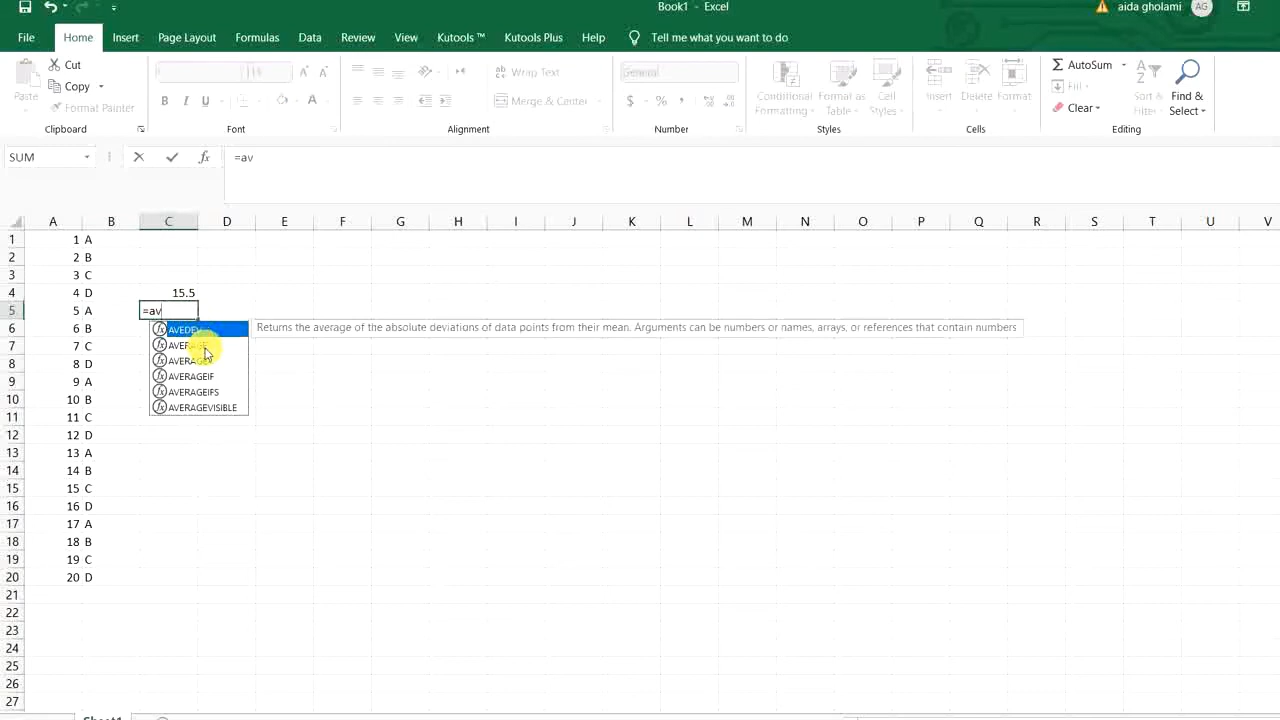 Book1 - Excel
aida gholami AG
File Home Insert Page Layout Formulas Data Review View Kutools ™ Kutools Plus Help Tell me what you want to do
Paste
Cut
Copy
Format Painter
Clipboard
B I U A
Font
Wrap Text
Merge & Center
Alignment
General
$ %
Number
Conditional Formatting
Format as Table
Cell Styles
Styles
Insert
Delete
Format
Cells
AutoSum
Fill
Clear
Sort & Filter
Find & Select
Editing
SUM fx =av
A B C D E F G H I J K L M N O P Q R S T U V
1 1 A
2 2 B
3 3 C
4 4 D 15.5
5 5 A =av
6 6 B AVEDEV Returns the average of the absolute deviations of data points from their mean. Arguments can be numbers or names, arrays, or references that contain numbers
7 7 C AVERAGE
8 8 D AVERAGEA
AVERAGEIF
9 9 A AVERAGEIFS
10 10 B AVERAGEVISIBLE
11 11 C
12 12 D
13 13 A
14 14 B
15 15 C
16 16 D
17 17 A
18 18 B
19 19 C
20 20 D
21
22
23
24
25
26
27
Sheet1